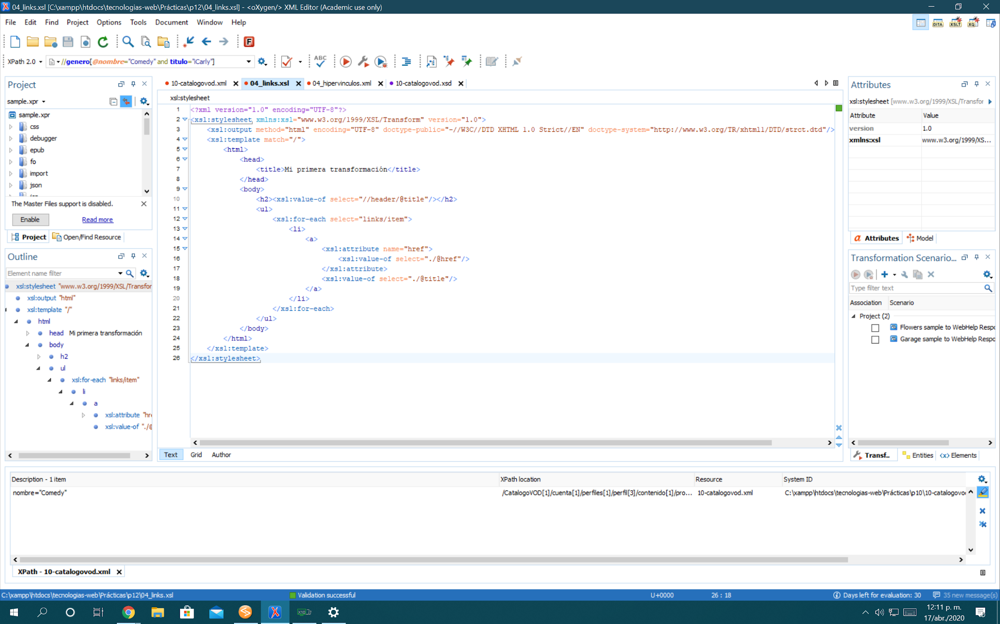 04_links.xsl [C:\xampp\htdocs\tecnologias-web\Prácticas\p12\04_links.xsl] - <oXygen/> XML Editor (Academic use only)
File Edit Find Project Options Tools Document Window Help
DITA XSLT XQ
XPath 2.0 //genero[@nombre="Comedy" and titulo="iCarly"] ABC
Project
sample.xpr
sample.xpr
css
debugger
epub
fo
import
json
The Master Files support is disabled.
Enable Read more
Project Open/Find Resource
Outline
Element name filter
xsl:stylesheet "www.w3.org/1999/XSL/Transfor
xsl:output "html"
xsl:template "/"
html
head Mi primera transformación
body
h2
ul
xsl:for-each "links/item"
li
a
xsl:attribute "hr
xsl:value-of "./@
10-catalogovod.xml 04_links.xsl 04_hipervinculos.xml 10-catalogovod.xsd
xsl:stylesheet
1 <?xml version="1.0" encoding="UTF-8"?>
2 <xsl:stylesheet xmlns:xsl="www.w3.org/1999/XSL/Transform" version="1.0">
3 <xsl:output method="html" encoding="UTF-8" doctype-public="-//W3C//DTD XHTML 1.0 Strict//EN" doctype-system="http://www.w3.org/TR/xhtml1/DTD/strct.dtd"/>
4 <xsl:template match="/">
5 <html>
6 <head>
7 <title>Mi primera transformación</title>
8 </head>
9 <body>
10 <h2><xsl:value-of select="//header/@title"/></h2>
11 <ul>
12 <xsl:for-each select="links/item">
13 <li>
14 <a>
15 <xsl:attribute name="href">
16 <xsl:value-of select="./@href"/>
17 </xsl:attribute>
18 <xsl:value-of select="./@title"/>
19 </a>
20 </li>
21 </xsl:for-each>
22 </ul>
23 </body>
24 </html>
25 </xsl:template>
26 </xsl:stylesheet>
Text Grid Author
Attributes
xsl:stylesheet [www.w3.org/1999/XSL/Transfor
Attribute Value
version 1.0
xmlns:xsl www.w3.org/1999/XS...
Attributes Model
Transformation Scenario...
Type filter text
Association Scenario
Project (2)
Flowers sample to WebHelp Respo
Garage sample to WebHelp Respo
Transf.. Entities <x> Elements
Description - 1 item XPath location Resource System ID
nombre="Comedy" /CatalogoVOD[1]/cuenta[1]/perfiles[1]/perfil[3]/contenido[1]/pro... 10-catalogovod.xml C:\xampp\htdocs\tecnologias-web\Prácticas\p10\10-catalogovo
XPath - 10-catalogovod.xml
C:\xampp\htdocs\tecnologias-web\Prácticas\p12\04_links.xsl Validation successful U+0000 26 : 18 Days left for evaluation: 30 35 new message(s)
12:11 p. m.
17/abr./2020